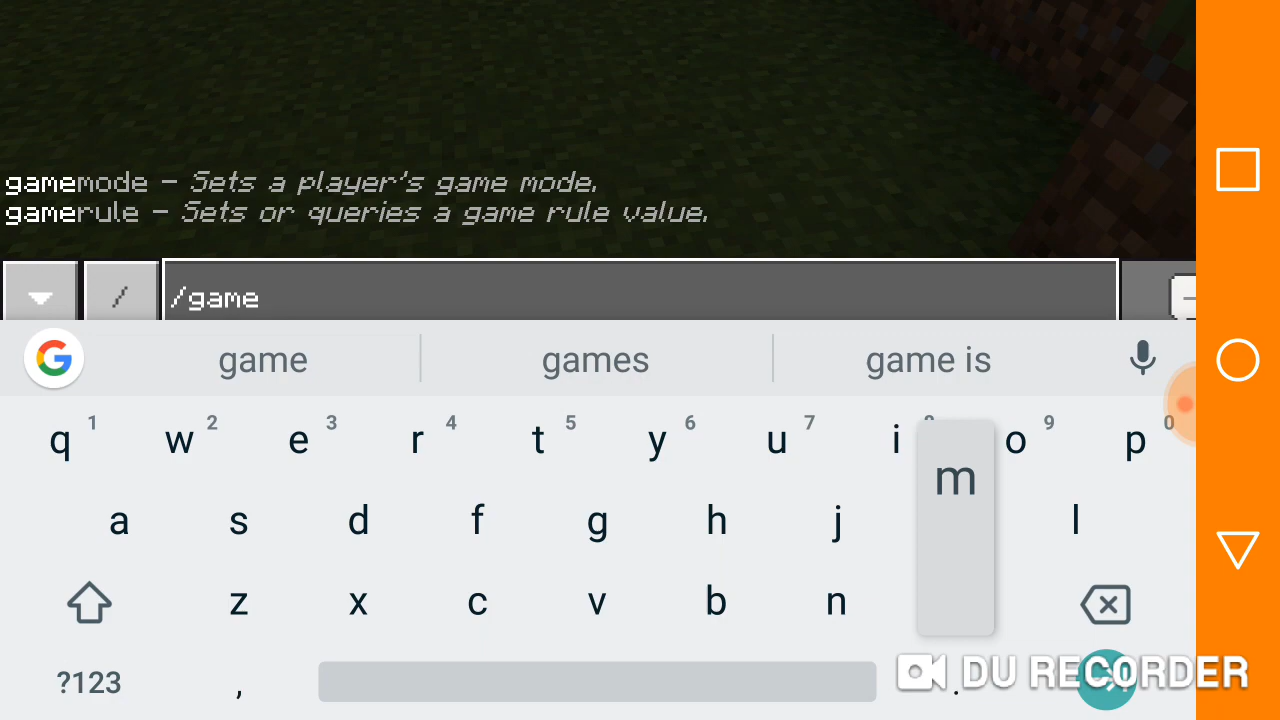 gamemode – Sets a player's game mode.
gamerule – Sets or queries a game rule value.
/ /game
game games game is
q 1 w 2 e 3 r 4 t 5 y 6 u 7 i o 9 p 0
a s d f g h j m l
z x c v b n
?123 , .
DU RECORDER